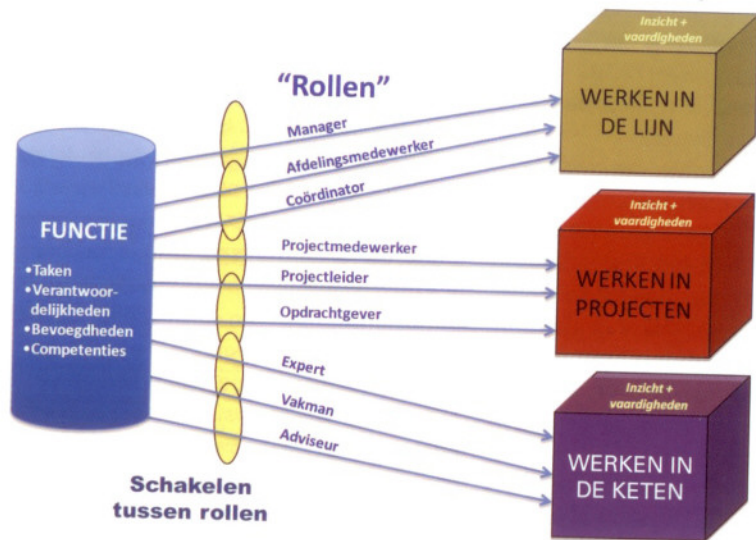 Inzicht +
vaardigheden
WERKEN IN
DE LIJN
"Rollen"
Manager
Afdelingsmedewerker
Coördinator
FUNCTIE
•Taken
•Verantwoor-
delijkheden
•Bevoegdheden
•Competenties
Projectmedewerker
Projectleider
Opdrachtgever
Inzicht +
vaardigheden
WERKEN IN
PROJECTEN
Expert
Vakman
Adviseur
Inzicht +
vaardigheden
WERKEN IN
DE KETEN
Schakelen
tussen rollen